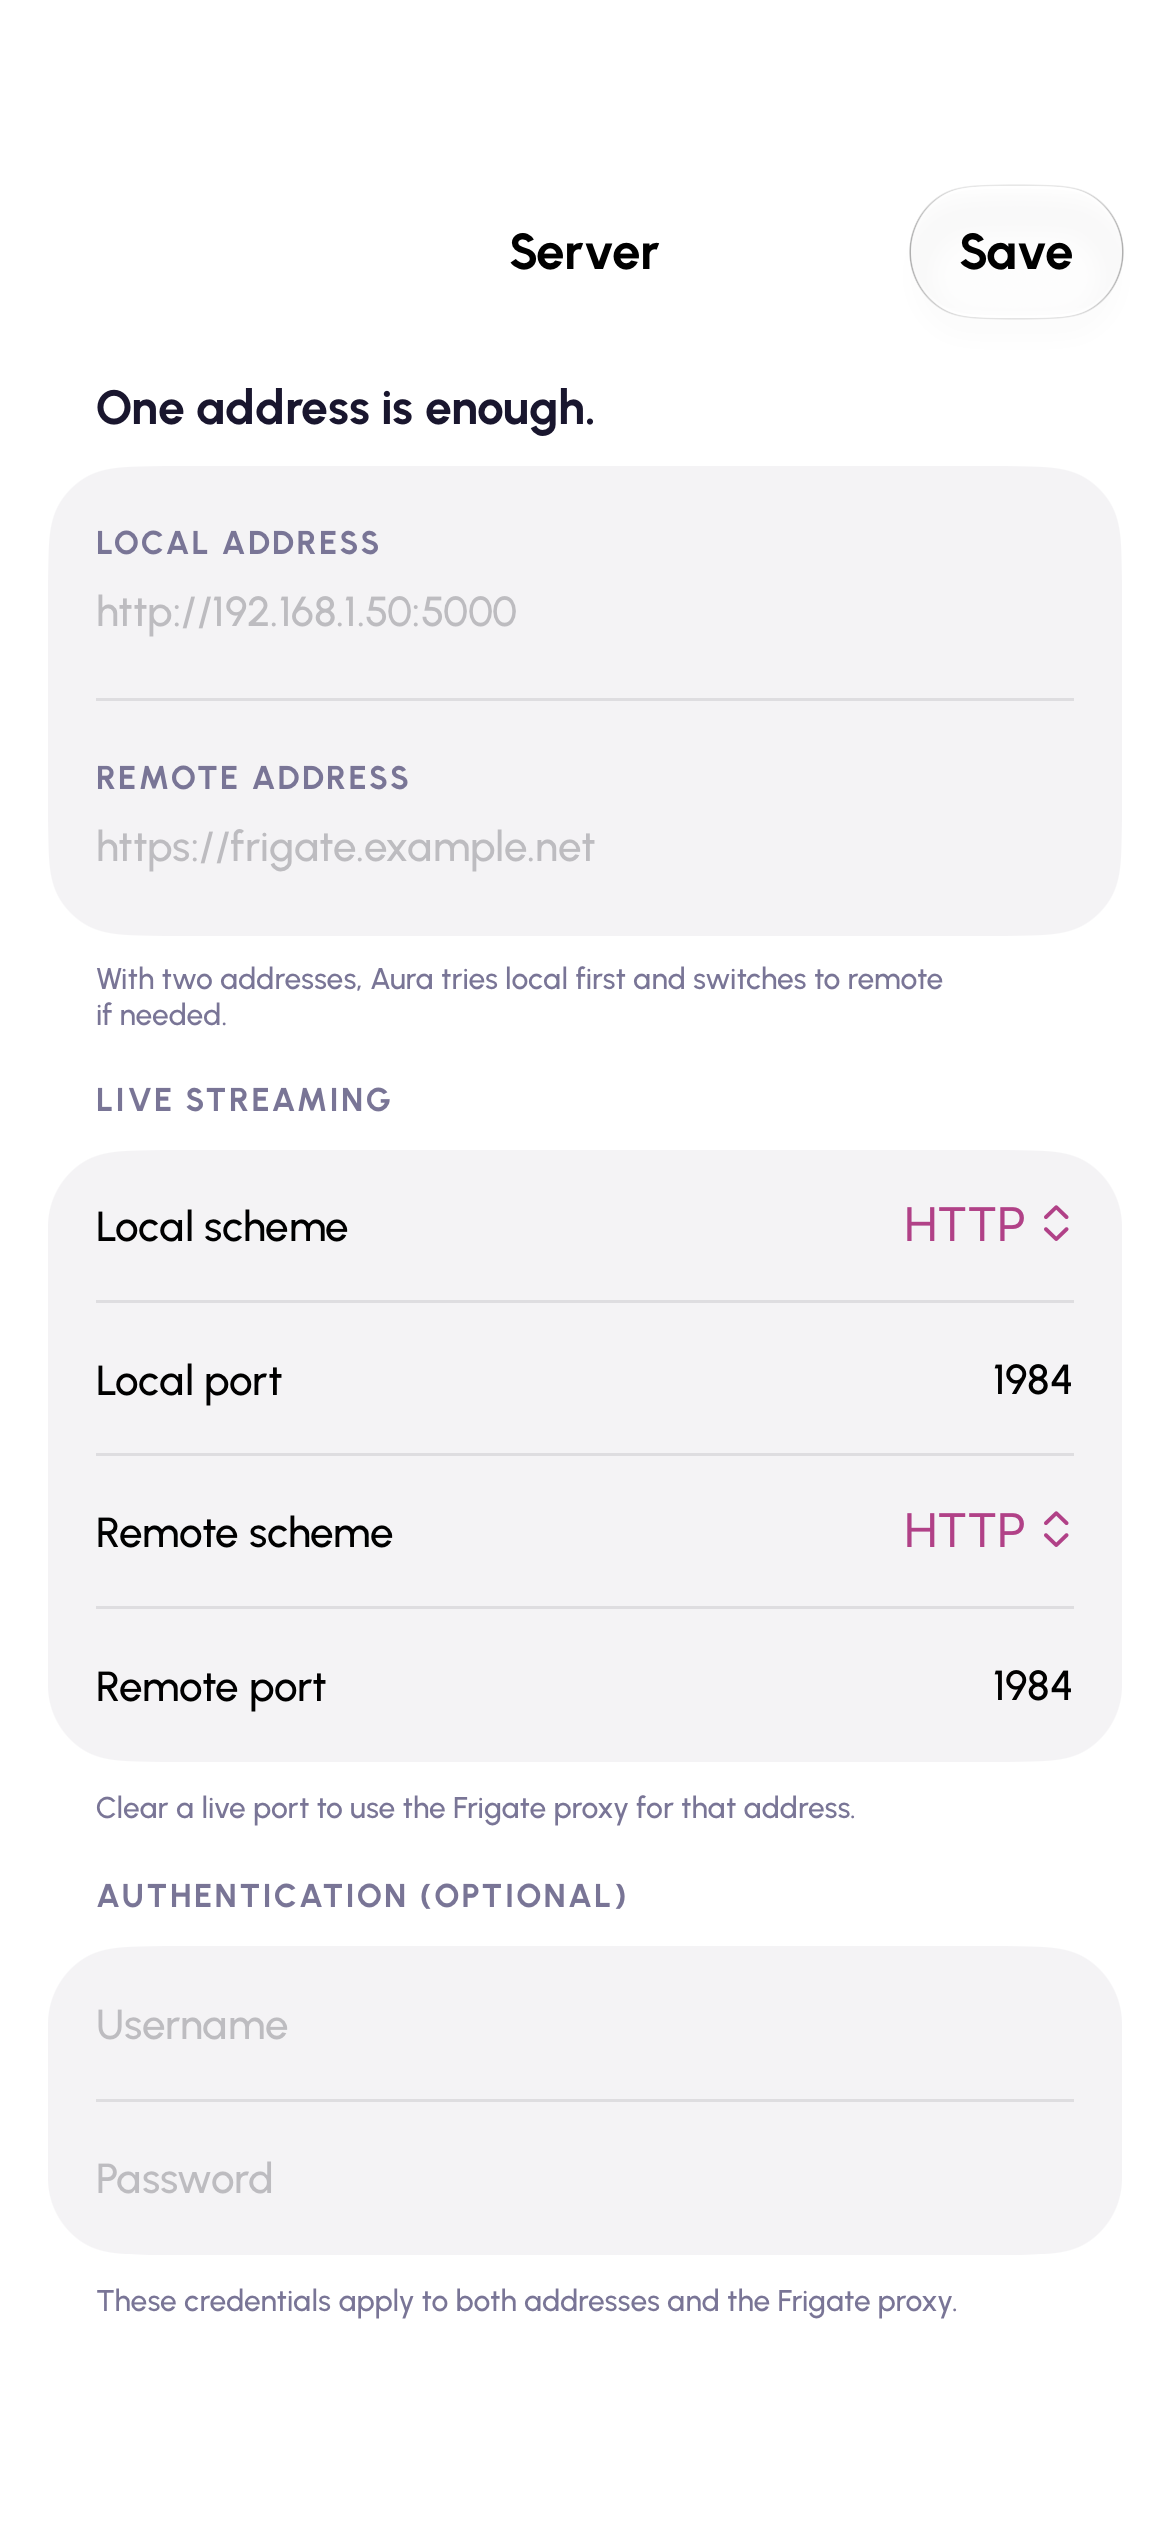 Server
Save
One address is enough.
LOCAL ADDRESS
http://192.168.1.50:5000
REMOTE ADDRESS
https://frigate.example.net
With two addresses, Aura tries local first and switches to remote
if needed.
LIVE STREAMING
Local scheme
HTTP
Local port
1984
Remote scheme
HTTP
Remote port
1984
Clear a live port to use the Frigate proxy for that address.
AUTHENTICATION (OPTIONAL)
Username
Password
These credentials apply to both addresses and the Frigate proxy.